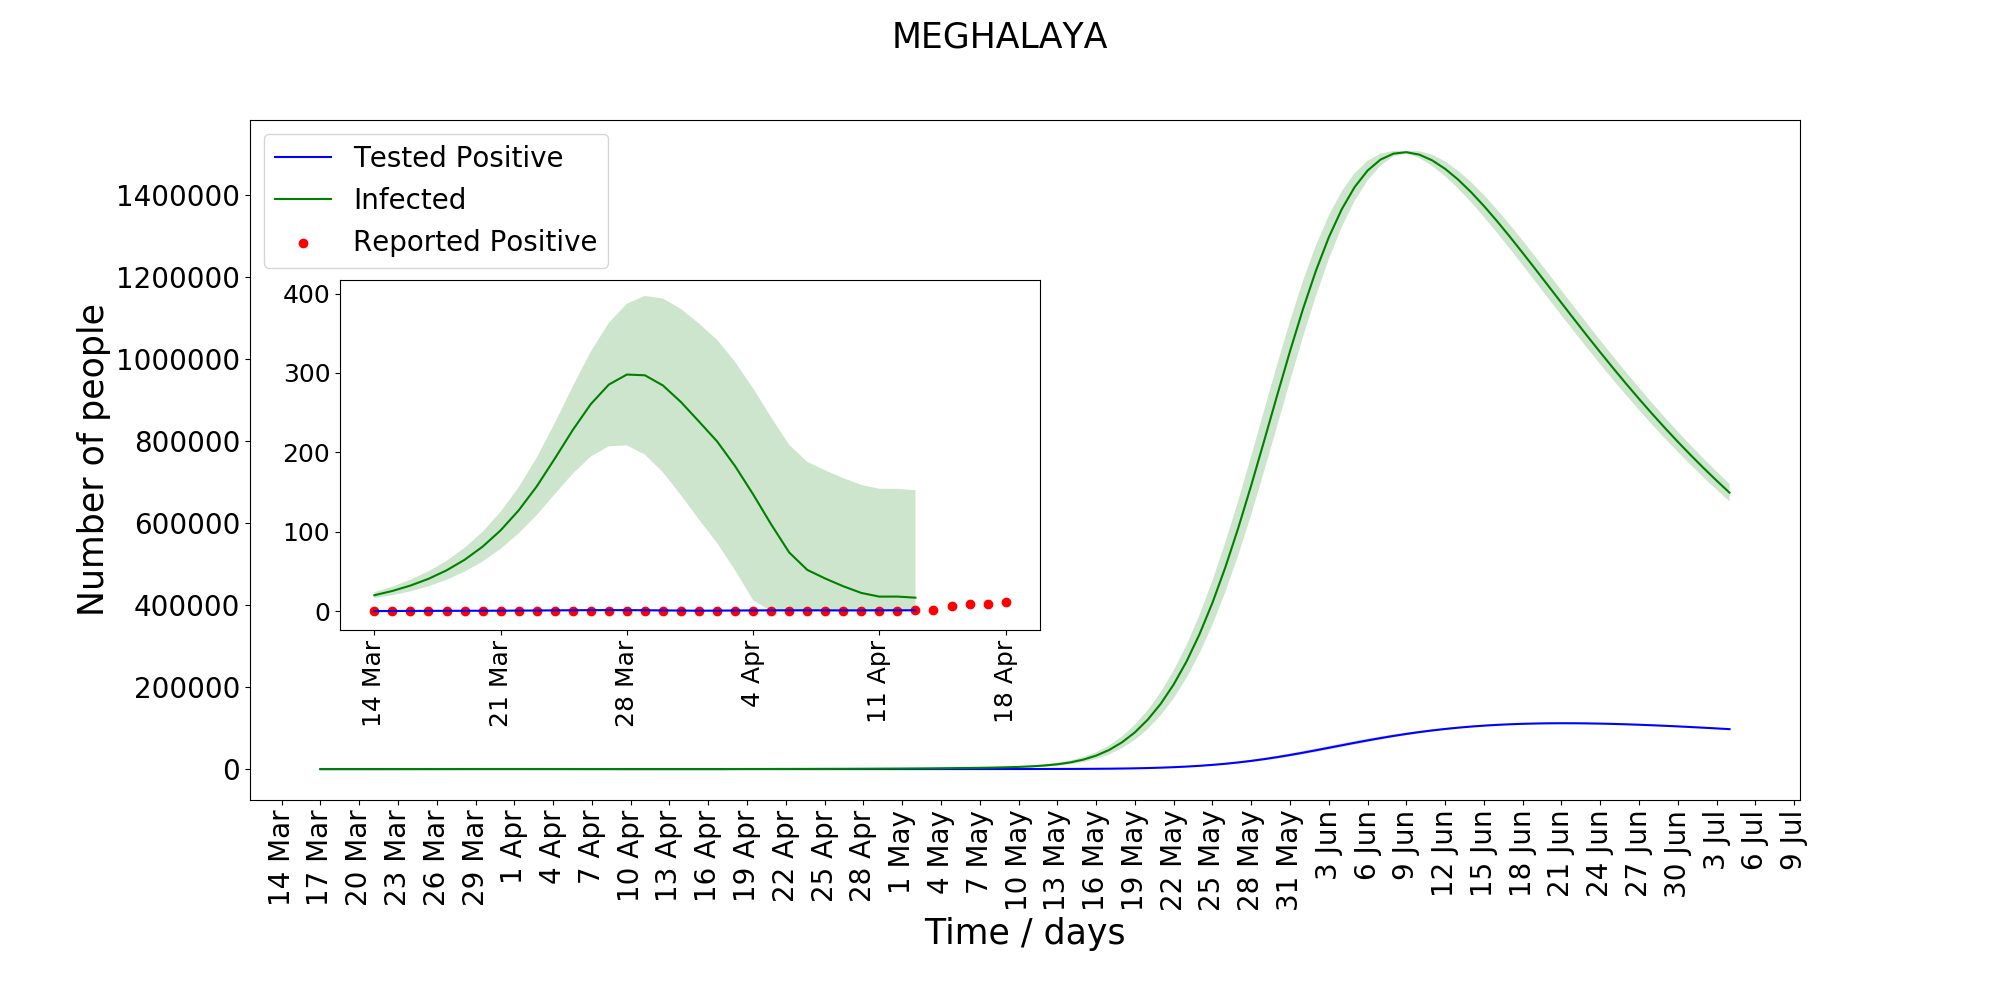 MEGHALAYA
Tested Positive
Infected
Reported Positive
Number of people
1400000
1200000
1000000
800000
600000
400000
200000
0
400
300
200
100
0
14 Mar
21 Mar
28 Mar
4 Apr
11 Apr
18 Apr
14 Mar
17 Mar
20 Mar
23 Mar
26 Mar
29 Mar
1 Apr
4 Apr
7 Apr
10 Apr
13 Apr
16 Apr
19 Apr
22 Apr
25 Apr
28 Apr
1 May
4 May
7 May
10 May
13 May
16 May
19 May
22 May
25 May
28 May
31 May
3 Jun
6 Jun
9 Jun
12 Jun
15 Jun
18 Jun
21 Jun
24 Jun
27 Jun
30 Jun
3 Jul
6 Jul
9 Jul
Time / days